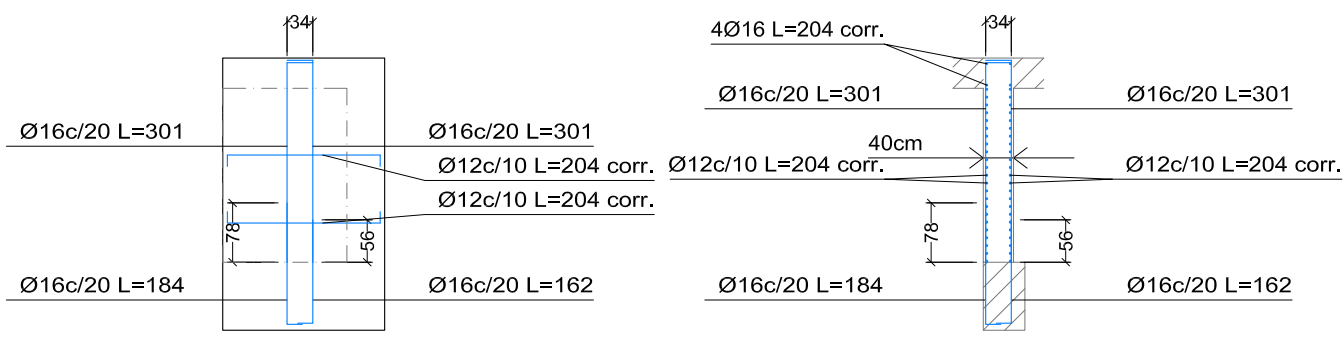 34
Ø16c/20 L=301
Ø16c/20 L=301
Ø12c/10 L=204 corr.
Ø12c/10 L=204 corr.
78
56
Ø16c/20 L=184
Ø16c/20 L=162
34
4Ø16 L=204 corr.
Ø16c/20 L=301
Ø16c/20 L=301
40cm
Ø12c/10 L=204 corr.
Ø12c/10 L=204 corr.
78
56
Ø16c/20 L=184
Ø16c/20 L=162